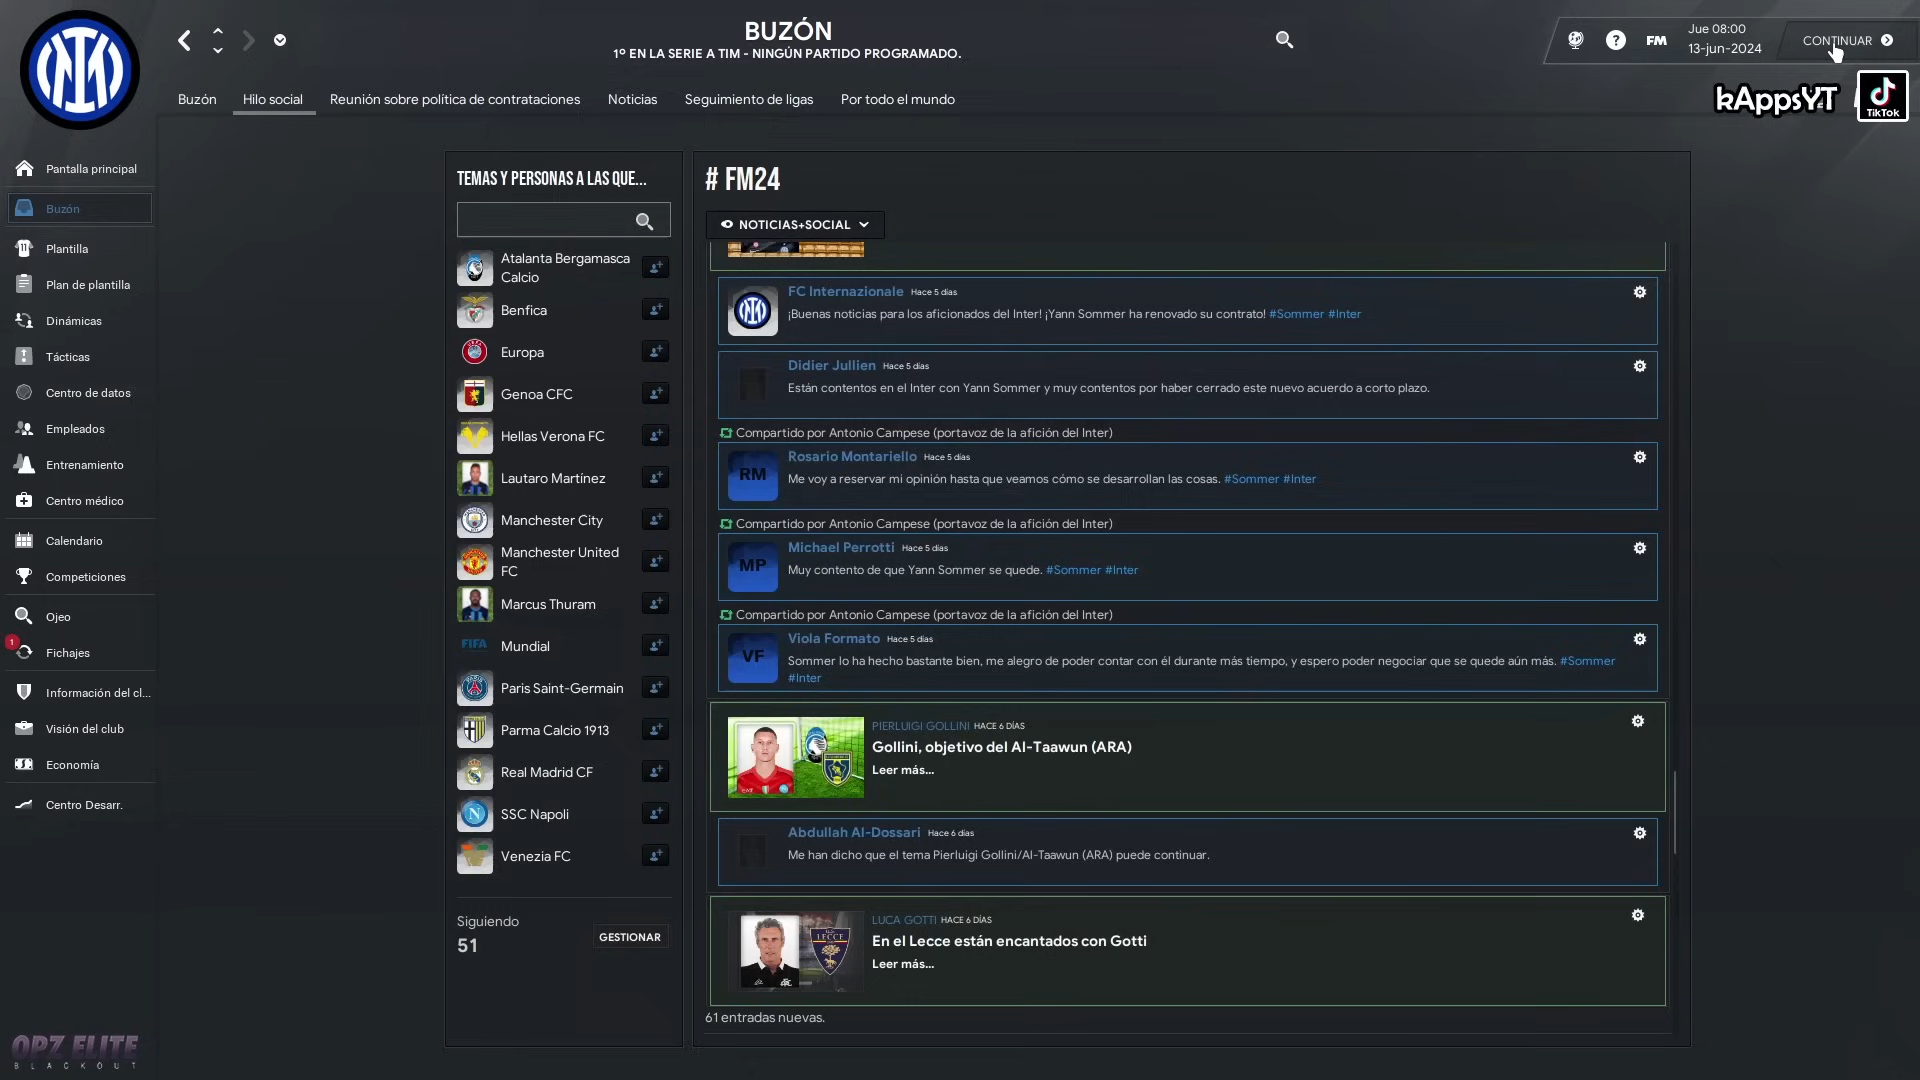 BUZÓN
1º EN LA SERIE A TIM - NINGÚN PARTIDO PROGRAMADO.
FM
Jue 08:00
13-jun-2024
CONTINUAR
Buzón
Hilo social
Reunión sobre política de contrataciones
Noticias
Seguimiento de ligas
Por todo el mundo
kAppsYT
TikTok
Pantalla principal
Buzón
Plantilla
Plan de plantilla
Dinámicas
Tácticas
Centro de datos
Empleados
Entrenamiento
Centro médico
Calendario
Competiciones
Ojeo
1
Fichajes
Información del cl...
Visión del club
Economía
Centro Desarr.
OPZ ELITE
BLACKOUT
TEMAS Y PERSONAS A LAS QUE...
Atalanta Bergamasca
Calcio
Benfica
Europa
Genoa CFC
Hellas Verona FC
Lautaro Martínez
Manchester City
Manchester United
FC
Marcus Thuram
FIFA
Mundial
Paris Saint-Germain
Parma Calcio 1913
Real Madrid CF
SSC Napoli
Venezia FC
Siguiendo
51
GESTIONAR
# FM24
NOTICIAS+SOCIAL
FC Internazionale Hace 5 días
¡Buenas noticias para los aficionados del Inter! ¡Yann Sommer ha renovado su contrato! #Sommer #Inter
Didier Jullien Hace 5 días
Están contentos en el Inter con Yann Sommer y muy contentos por haber cerrado este nuevo acuerdo a corto plazo.
Compartido por Antonio Campese (portavoz de la afición del Inter)
RM
Rosario Montariello Hace 5 días
Me voy a reservar mi opinión hasta que veamos cómo se desarrollan las cosas. #Sommer #Inter
Compartido por Antonio Campese (portavoz de la afición del Inter)
MP
Michael Perrotti Hace 5 días
Muy contento de que Yann Sommer se quede. #Sommer #Inter
Compartido por Antonio Campese (portavoz de la afición del Inter)
VF
Viola Formato Hace 5 días
Sommer lo ha hecho bastante bien, me alegro de poder contar con él durante más tiempo, y espero poder negociar que se quede aún más. #Sommer
#Inter
PIERLUIGI GOLLINI HACE 6 DÍAS
Gollini, objetivo del Al-Taawun (ARA)
Leer más...
Abdullah Al-Dossari Hace 6 días
Me han dicho que el tema Pierluigi Gollini/Al-Taawun (ARA) puede continuar.
LUCA GOTTI HACE 6 DÍAS
En el Lecce están encantados con Gotti
Leer más...
LECCE
61 entradas nuevas.